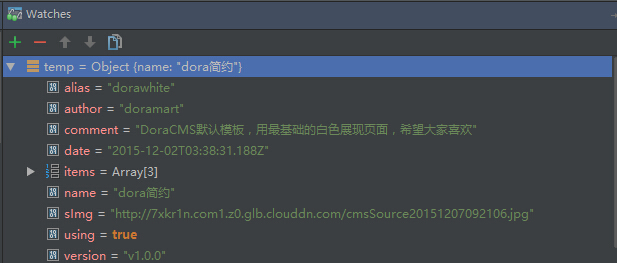 Watches
temp = Object {name: "dora简约"}
alias = "dorawhite"
author = "doramart"
comment = "DoraCMS默认模板，用最基础的白色展现页面，希望大家喜欢"
date = "2015-12-02T03:38:31.188Z"
items = Array[3]
name = "dora简约"
sImg = "http://7xkr1n.com1.z0.glb.clouddn.com/cmsSource20151207092106.jpg"
using = true
version = "v1.0.0"